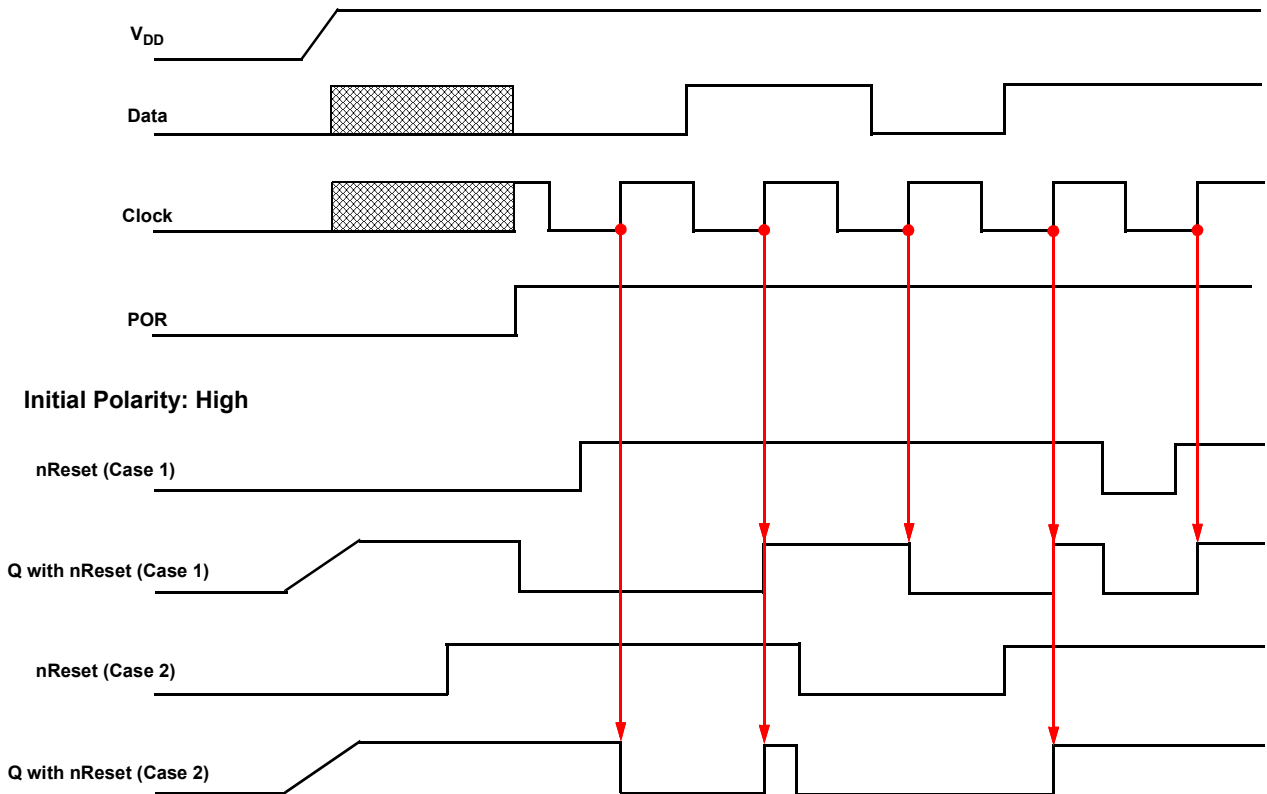 VDD
Data
Clock
POR
Initial Polarity: High
nReset (Case 1)
Q with nReset (Case 1)
nReset (Case 2)
Q with nReset (Case 2)